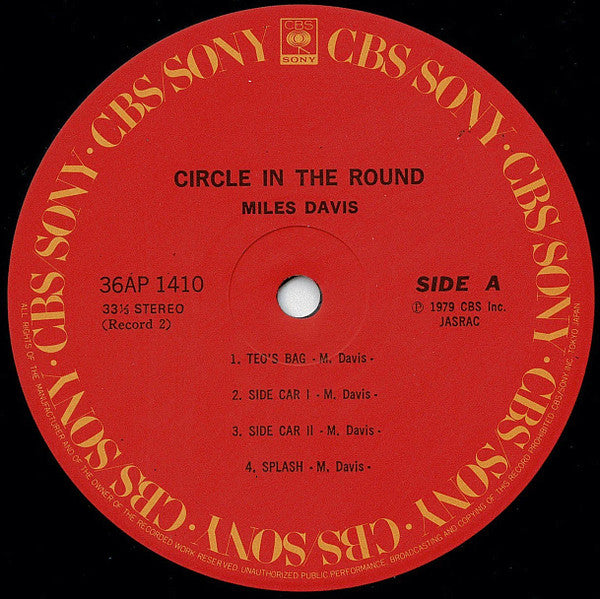 CBS/SONY · CBS/SONY · CBS/SONY · CBS/SONY · CBS/SONY · CBS/SONY · CBS/SONY
CBS
SONY
CIRCLE IN THE ROUND
MILES DAVIS
36AP 1410
33⅓ STEREO
(Record 2)
SIDE A
Ⓟ 1979 CBS Inc.
JASRAC
1. TEO'S BAG - M. Davis -
2. SIDE CAR I - M. Davis -
3. SIDE CAR II - M. Davis -
4. SPLASH - M. Davis -
ALL RIGHTS OF THE MANUFACTURER AND OF THE OWNER OF THE RECORDED WORK RESERVED. UNAUTHORIZED PUBLIC PERFORMANCE, BROADCASTING AND COPYING OF THIS RECORD PROHIBITED. CBS/SONY INC. TOKYO JAPAN